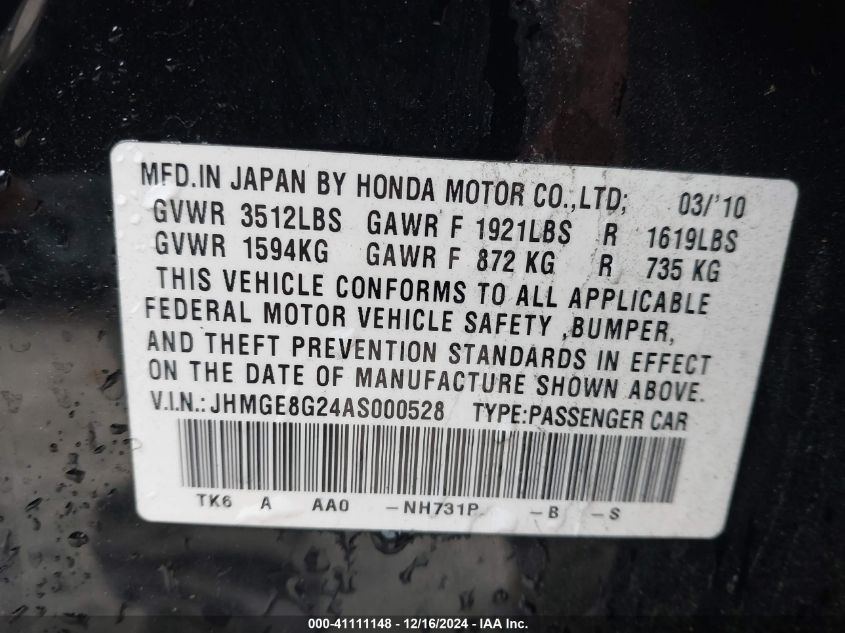 MFD.IN JAPAN BY HONDA MOTOR CO.,LTD; 03/'10
GVWR 3512LBS GAWR F 1921LBS R 1619LBS
GVWR 1594KG GAWR F 872 KG R 735 KG
THIS VEHICLE CONFORMS TO ALL APPLICABLE
FEDERAL MOTOR VEHICLE SAFETY ,BUMPER,
AND THEFT PREVENTION STANDARDS IN EFFECT
ON THE DATE OF MANUFACTURE SHOWN ABOVE.
V.I.N.: JHMGE8G24AS000528 TYPE:PASSENGER CAR
TK6 A AA0 -NH731P -B -S
000-41111148 - 12/16/2024 - IAA Inc.